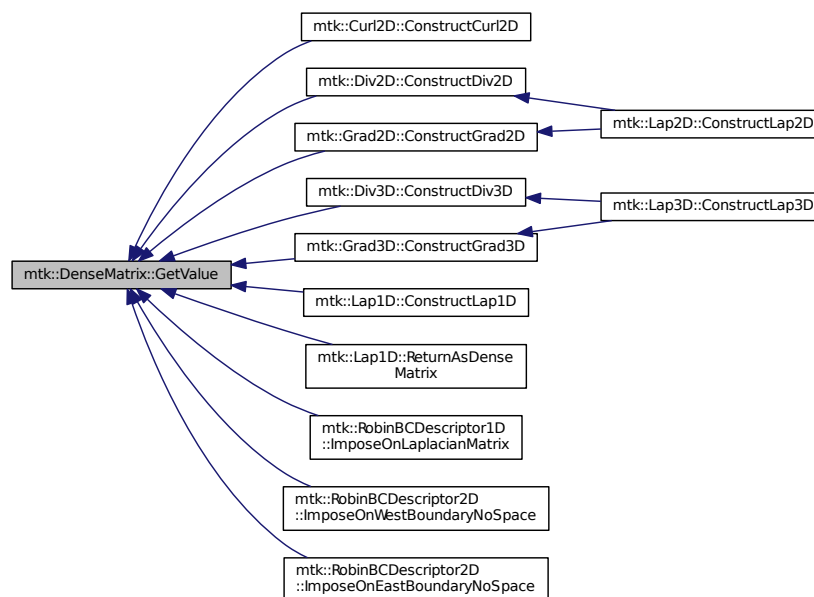 mtk::Curl2D::ConstructCurl2D
mtk::Div2D::ConstructDiv2D
mtk::Lap2D::ConstructLap2D
mtk::Grad2D::ConstructGrad2D
mtk::Div3D::ConstructDiv3D
mtk::Lap3D::ConstructLap3D
mtk::Grad3D::ConstructGrad3D
mtk::DenseMatrix::GetValue
mtk::Lap1D::ConstructLap1D
mtk::Lap1D::ReturnAsDense
Matrix
mtk::RobinBCDescriptor1D
::ImposeOnLaplacianMatrix
mtk::RobinBCDescriptor2D
::ImposeOnWestBoundaryNoSpace
mtk::RobinBCDescriptor2D
::ImposeOnEastBoundaryNoSpace